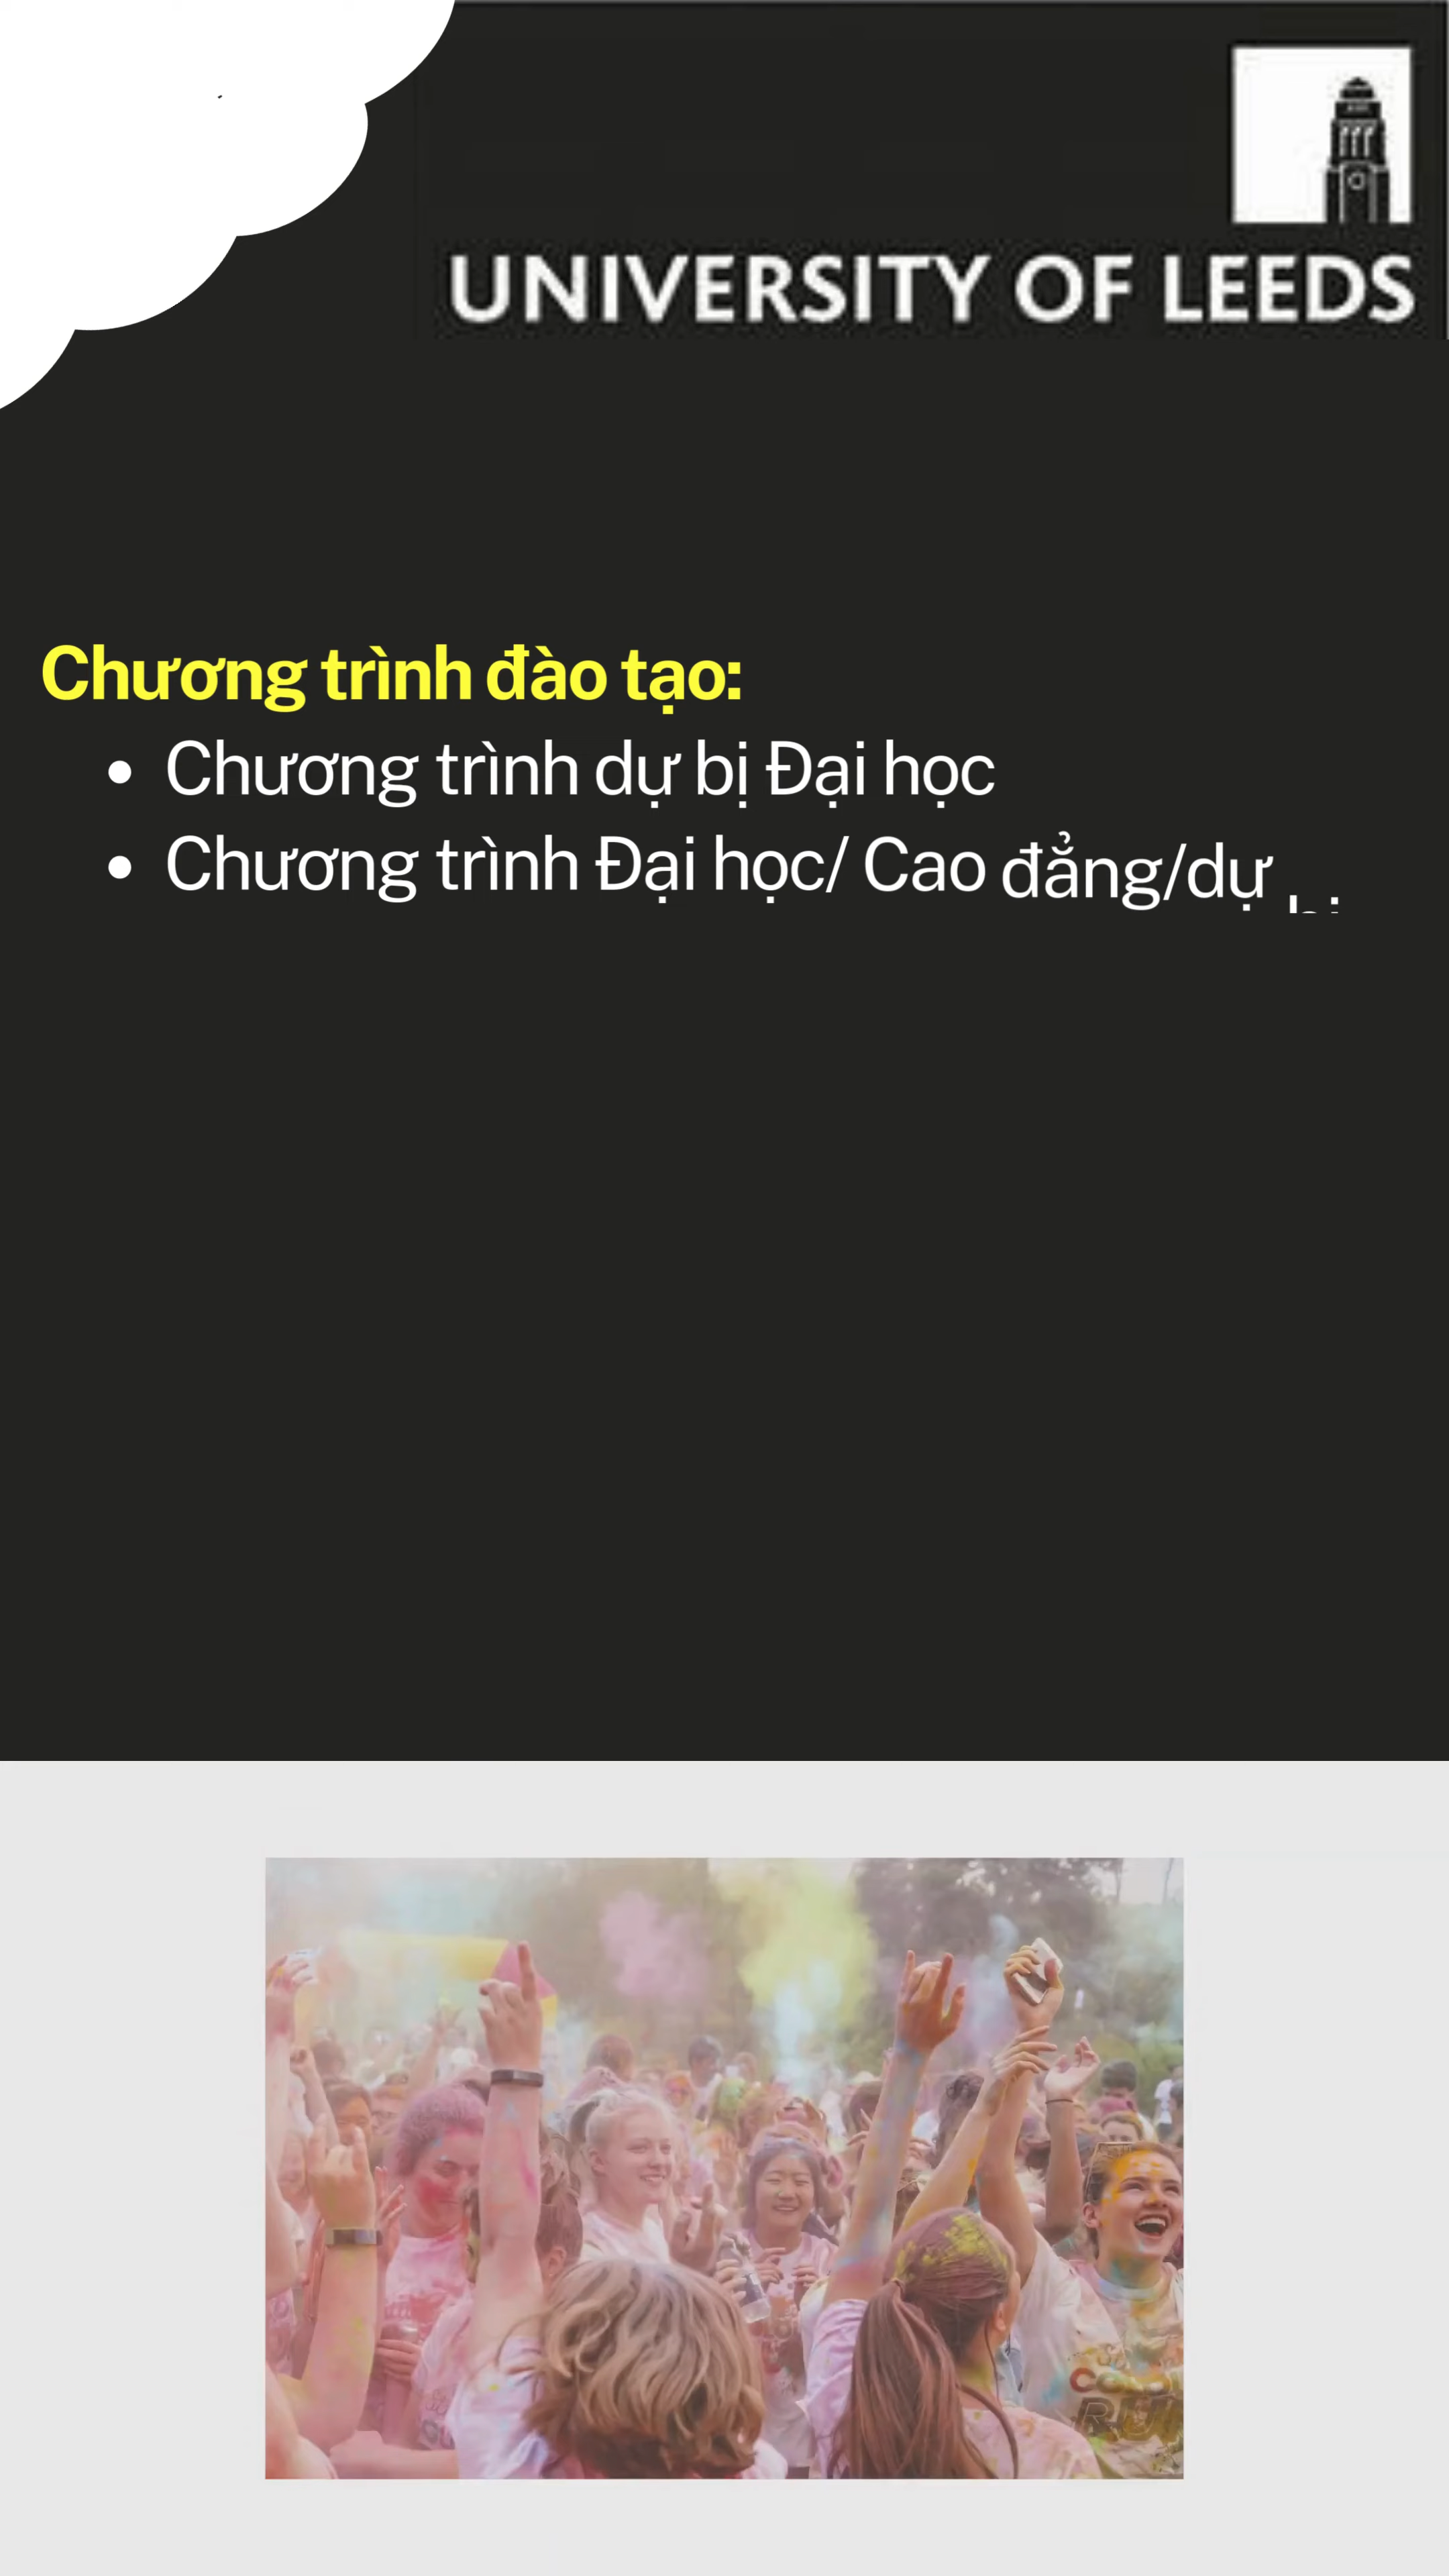 UNIVERSITY OF LEEDS
Chương trình đào tạo:
• Chương trình dự bị Đại học
• Chương trình Đại học/ Cao đẳng/dự